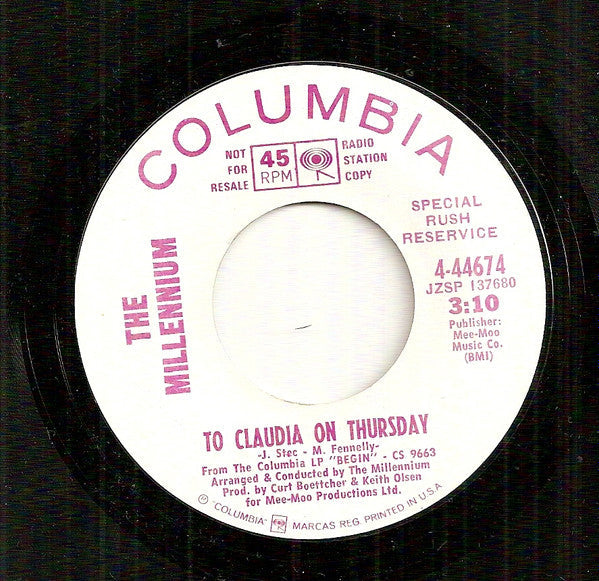 COLUMBIA
NOT
FOR
RESALE
45
RPM
RADIO
STATION
COPY
SPECIAL
RUSH
RESERVICE
4-44674
JZSP 137680
3:10
Publisher:
Mee-Moo
Music Co.
(BMI)
THE
MILLENNIUM
TO CLAUDIA ON THURSDAY
-J. Stec - M. Fennelly-
From The Columbia LP "BEGIN" - CS 9663
Arranged & Conducted by The Millennium
Prod. by Curt Boettcher & Keith Olsen
for Mee-Moo Productions Ltd.
℗ "COLUMBIA" MARCAS REG. PRINTED IN U.S.A.